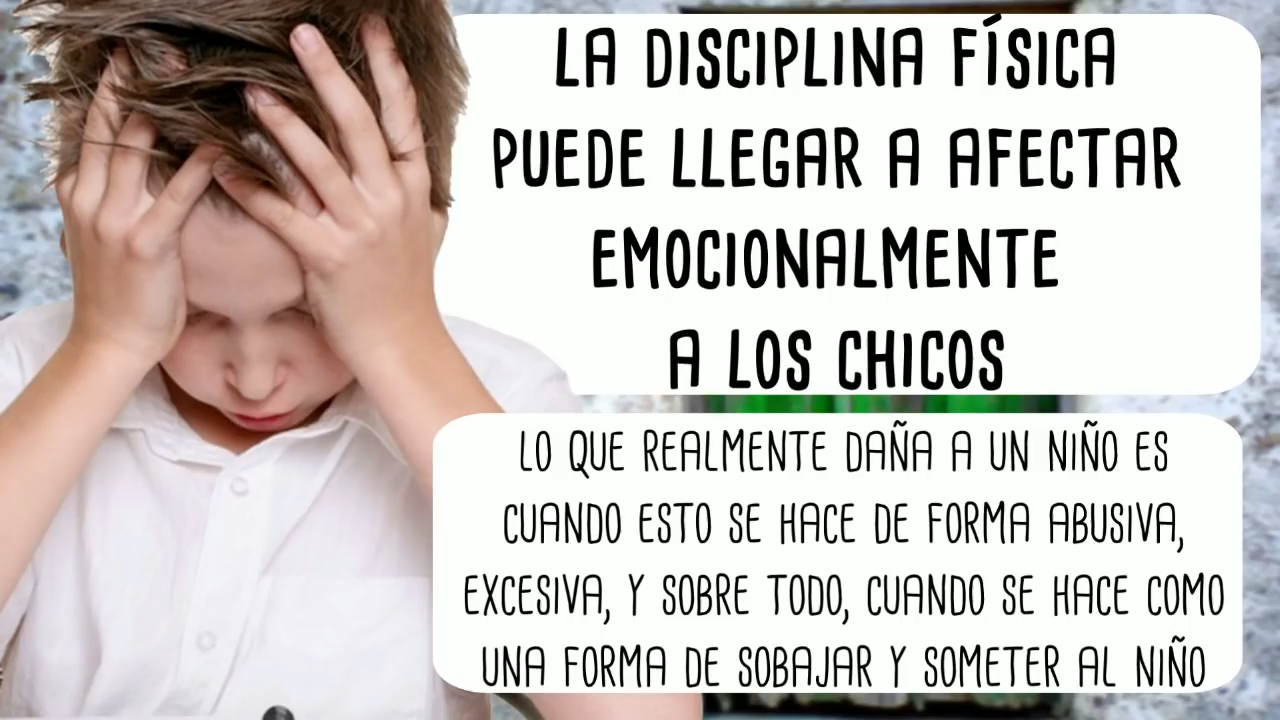 LA DISCIPLINA FÍSICA
PUEDE LLEGAR A AFECTAR
EMOCIONALMENTE
A LOS CHICOS
LO QUE REALMENTE DAÑA A UN NIÑO ES
CUANDO ESTO SE HACE DE FORMA ABUSIVA,
EXCESIVA, Y SOBRE TODO, CUANDO SE HACE COMO
UNA FORMA DE SOBAJAR Y SOMETER AL NIÑO